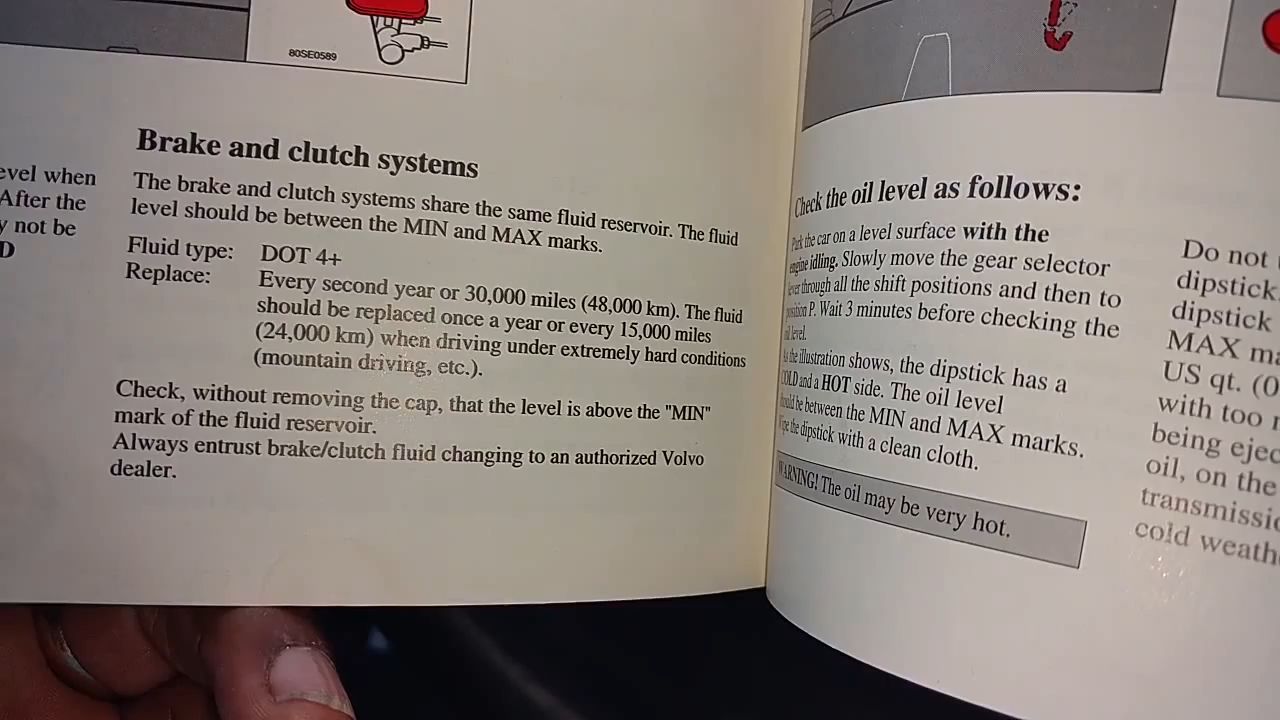 80SE0589
evel when
After the
y not be
D
Brake and clutch systems
The brake and clutch systems share the same fluid reservoir. The fluid
level should be between the MIN and MAX marks.
Fluid type: DOT 4+
Replace: Every second year or 30,000 miles (48,000 km). The fluid
should be replaced once a year or every 15,000 miles
(24,000 km) when driving under extremely hard conditions
(mountain driving, etc.).
Check, without removing the cap, that the level is above the "MIN"
mark of the fluid reservoir.
Always entrust brake/clutch fluid changing to an authorized Volvo
dealer.
Check the oil level as follows:
Park the car on a level surface with the
engine idling. Slowly move the gear selector
lever through all the shift positions and then to
position P. Wait 3 minutes before checking the
oil level.
As the illustration shows, the dipstick has a
COLD and a HOT side. The oil level
should be between the MIN and MAX marks.
Wipe the dipstick with a clean cloth.
WARNING! The oil may be very hot.
Do not
dipstick
dipstick
MAX ma
US qt. (0
with too
being ejec
oil, on the
transmissi
cold weath